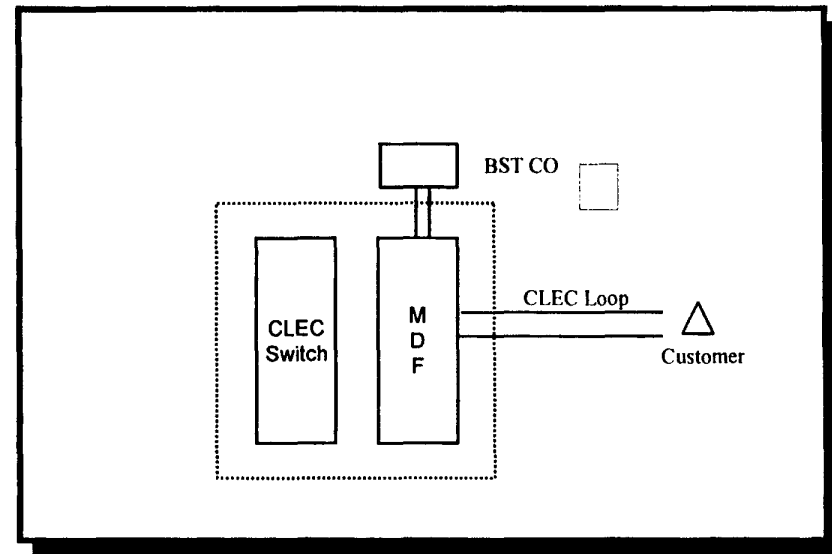 BST CO
CLEC
Switch
M
D
F
CLEC Loop
Customer